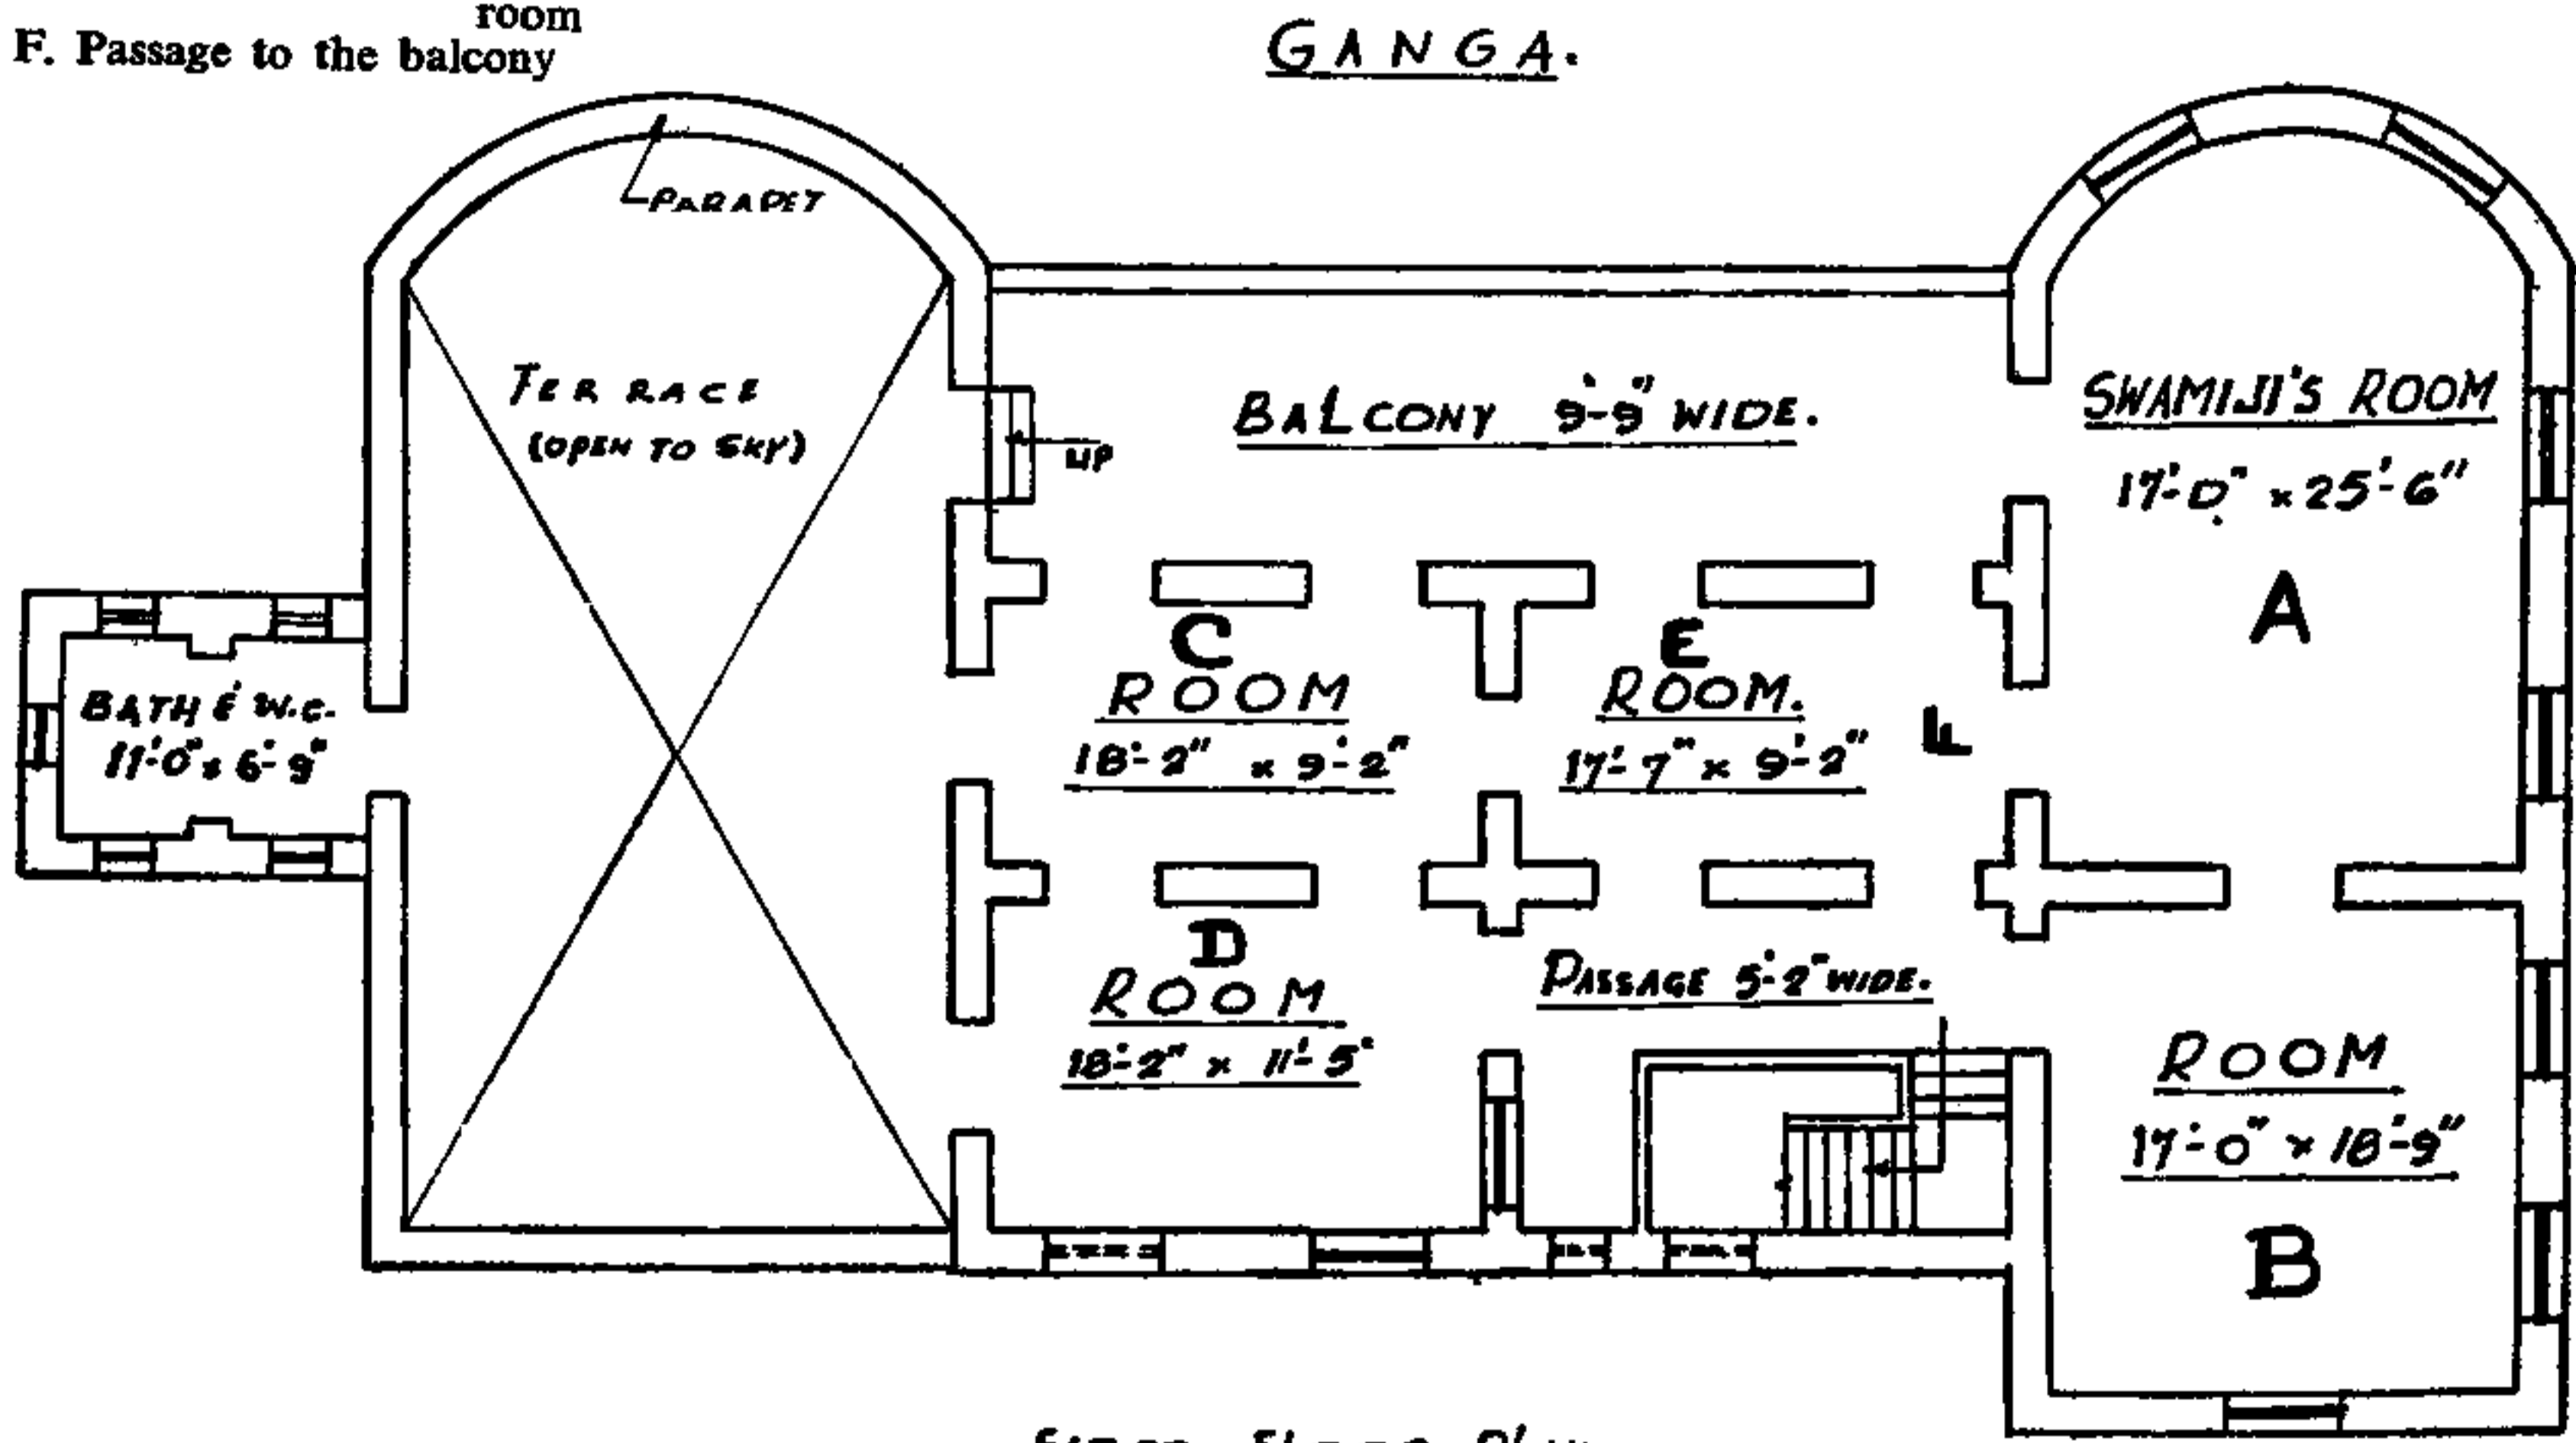 room
F. Passage to the balcony
GANGA.
PARAPET
TERRACE
(OPEN TO SKY)
UP
BALCONY 9'-9" WIDE.
SWAMIJI'S ROOM
17'-0" x 25'-6"
A
BATH & W.C.
11'-0" x 6'-9"
C
ROOM
18'-2" x 9'-2"
E
ROOM.
17'-7" x 9'-2"
F
D
ROOM
18'-2" x 11'-5"
PASSAGE 5'-2" WIDE.
ROOM
17'-0" x 18'-9"
B